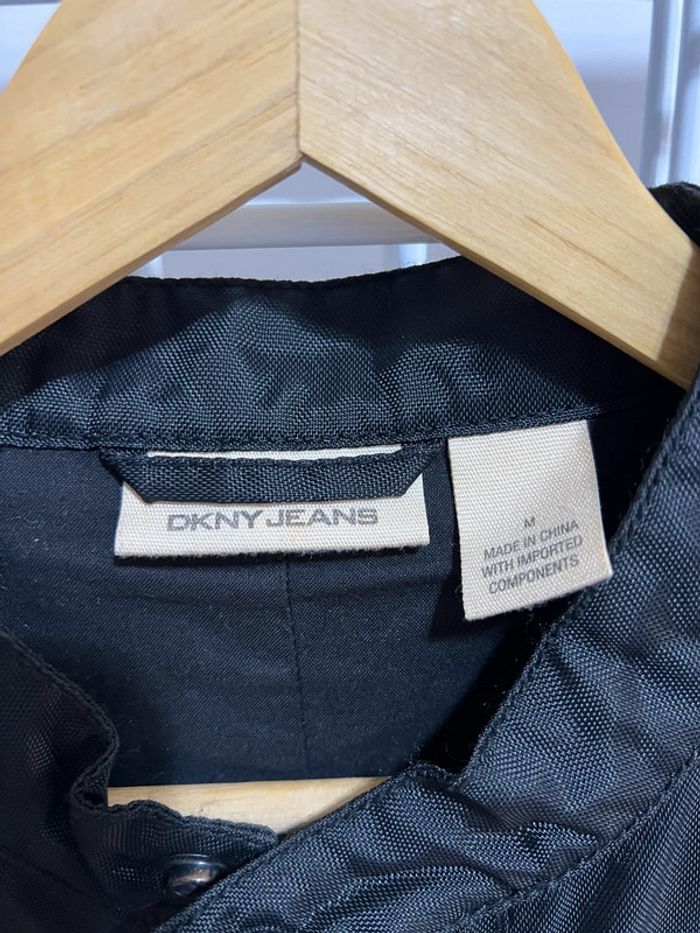 DKNY JEANS
M
MADE IN CHINA
WITH IMPORTED
COMPONENTS